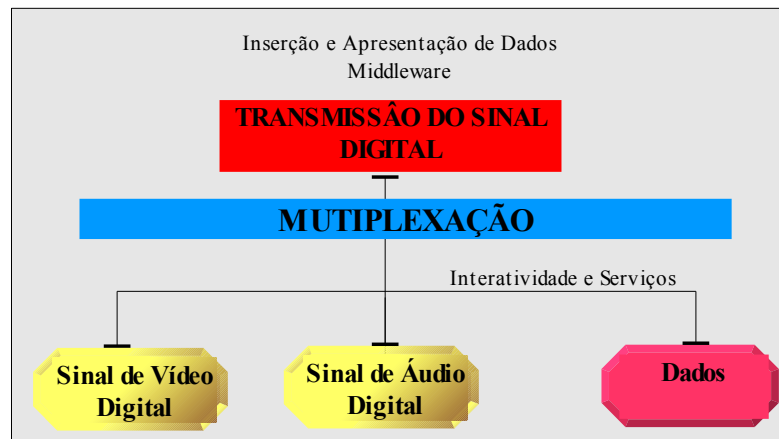 Inserção e Apresentação de Dados
Middleware
TRANSMISSÂO DO SINAL
DIGITAL
MUTIPLEXAÇÃO
Interatividade e Serviços
Sinal de Vídeo
Digital
Sinal de Áudio
Digital
Dados